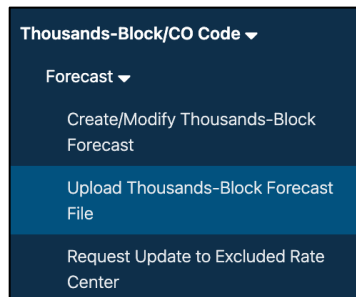 Thousands-Block/CO Code
Forecast
Create/Modify Thousands-Block
Forecast
Upload Thousands-Block Forecast
File
Request Update to Excluded Rate
Center